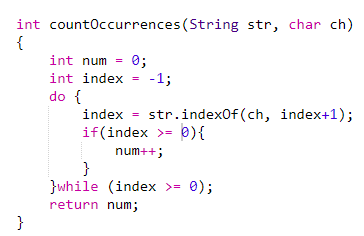 int countOccurrences(String str, char ch)
{
    int num = 0;
    int index = -1;
    do {
        index = str.indexOf(ch, index+1);
        if(index >= 0){
            num++;
        }
    }while (index >= 0);
    return num;
}